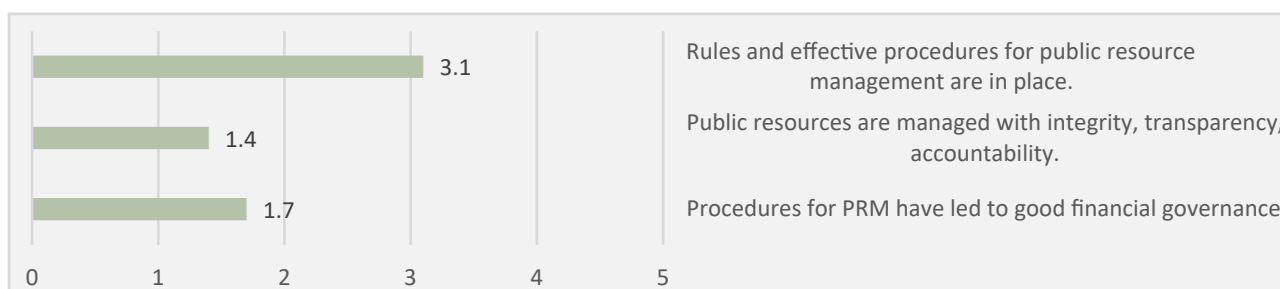 3.1
Rules and effective procedures for public resource
management are in place.
1.4
Public resources are managed with integrity, transparency,
accountability.
1.7
Procedures for PRM have led to good financial governance
0 1 2 3 4 5